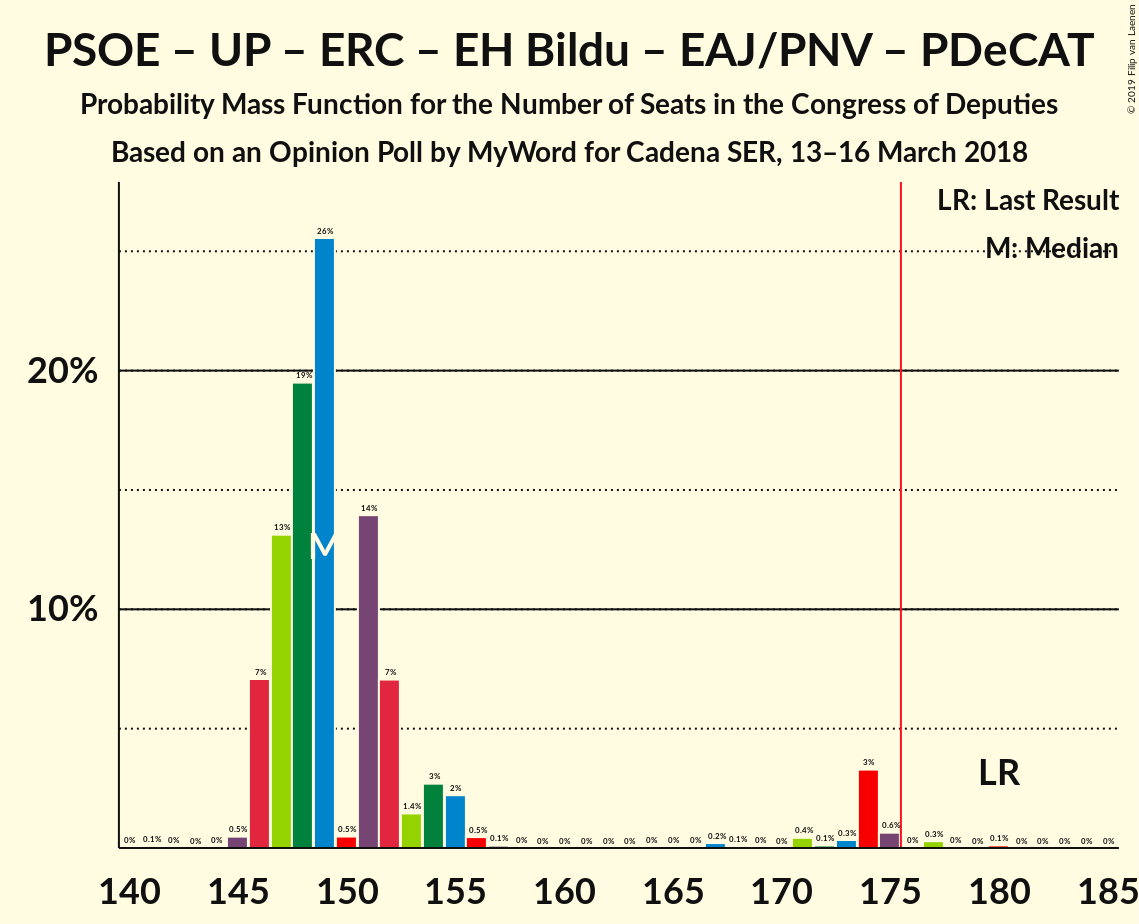 PSOE – UP – ERC – EH Bildu – EAJ/PNV – PDeCAT
Probability Mass Function for the Number of Seats in the Congress of Deputies
Based on an Opinion Poll by MyWord for Cadena SER, 13–16 March 2018
© 2019 Filip van Laenen
LR: Last Result
M: Median
20%
10%
0% 0.1% 0% 0% 0% 0.5% 7% 13% 19% 26% 0.5% 14% 7% 1.4% 3% 2% 0.5% 0.1% 0% 0% 0% 0% 0% 0% 0% 0% 0% 0.2% 0.1% 0% 0% 0.4% 0.1% 0.3% 3% 0.6% 0% 0.3% 0% 0% 0.1% 0% 0% 0% 0% 0%
M
LR
140 145 150 155 160 165 170 175 180 185